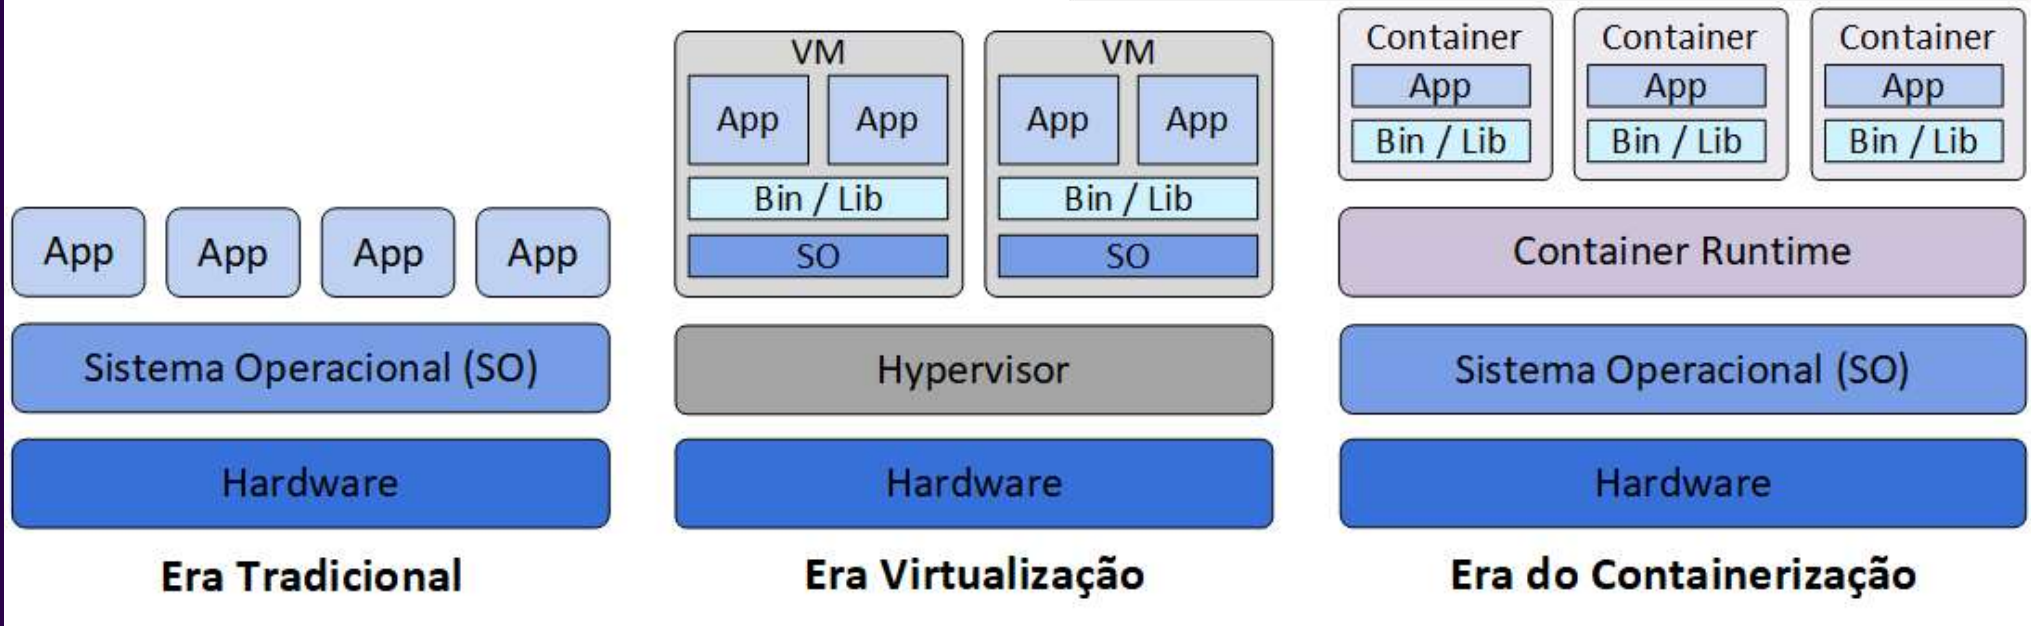 App
App
App
App
Sistema Operacional (SO)
Hardware
Era Tradicional
VM
App
App
Bin / Lib
SO
VM
App
App
Bin / Lib
SO
Hypervisor
Hardware
Era Virtualização
Container
App
Bin / Lib
Container
App
Bin / Lib
Container
App
Bin / Lib
Container Runtime
Sistema Operacional (SO)
Hardware
Era do Containerização